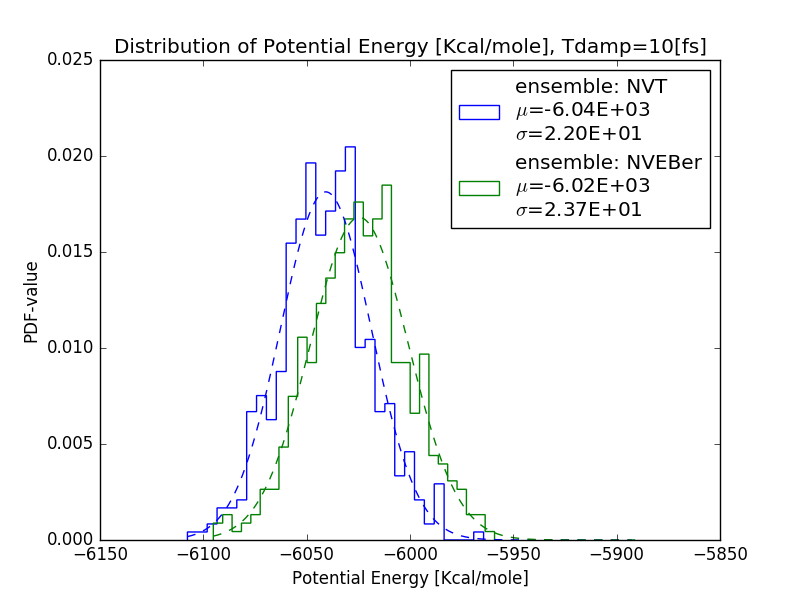 Distribution of Potential Energy [Kcal/mole], Tdamp=10[fs]
0.025
0.020
0.015
0.010
0.005
0.000
PDF-value
ensemble: NVT
μ=-6.04E+03
σ=2.20E+01
ensemble: NVEBer
μ=-6.02E+03
σ=2.37E+01
−6150 −6100 −6050 −6000 −5950 −5900 −5850
Potential Energy [Kcal/mole]